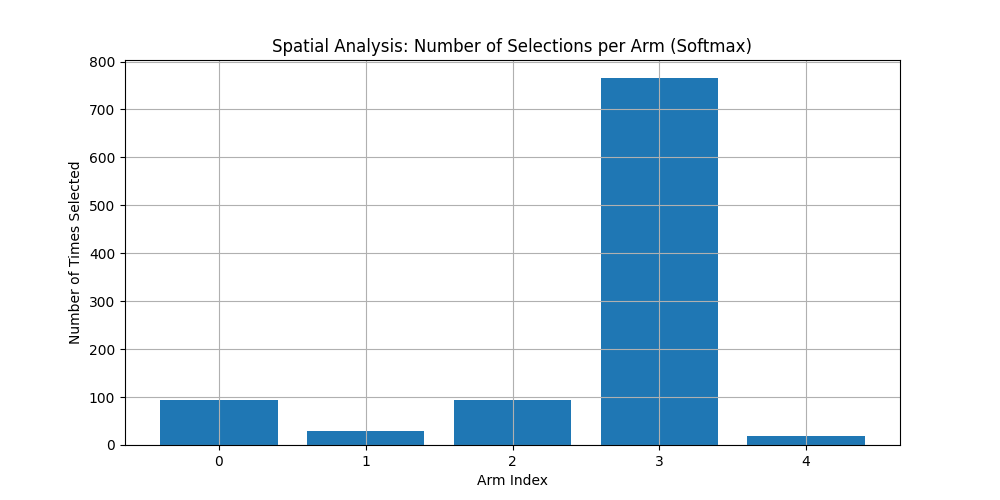 Spatial Analysis: Number of Selections per Arm (Softmax)
800
700
600
500
400
300
200
100
0
Number of Times Selected
0 1 2 3 4
Arm Index